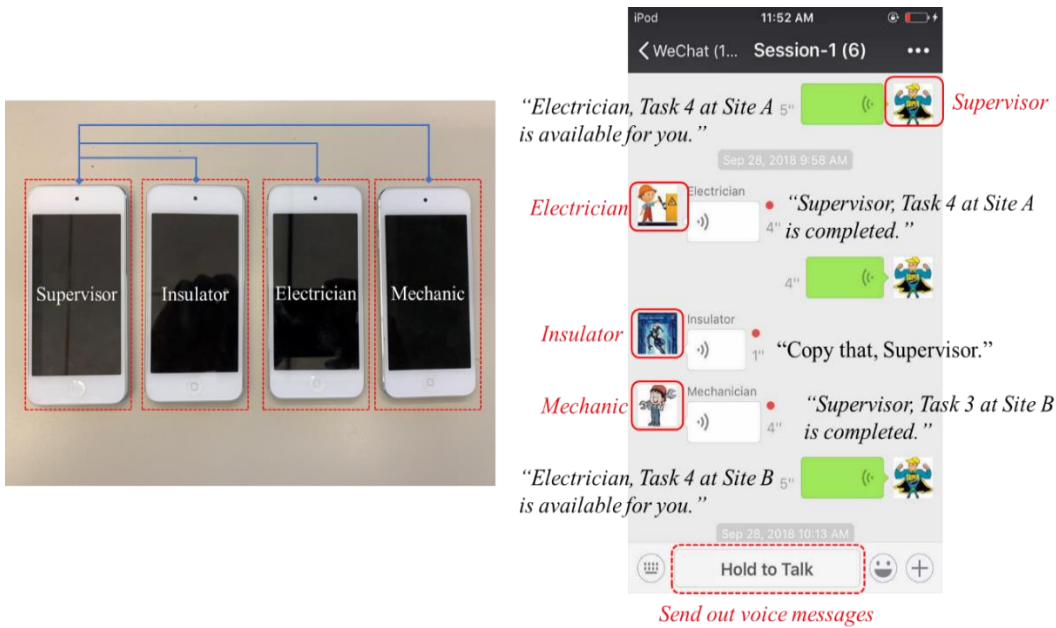 Supervisor
Insulator
Electrician
Mechanic
iPod
11:52 AM
WeChat (1...
Session-1 (6)
“Electrician, Task 4 at Site A
is available for you.”
5"
Supervisor
Sep 28, 2018 9:58 AM
Electrician
Electrician
4"
“Supervisor, Task 4 at Site A
is completed.”
4"
Insulator
Insulator
1"
“Copy that, Supervisor.”
Mechanic
Mechanician
4"
“Supervisor, Task 3 at Site B
is completed.”
“Electrician, Task 4 at Site B
is available for you.”
5"
Sep 28, 2018 10:13 AM
Hold to Talk
Send out voice messages